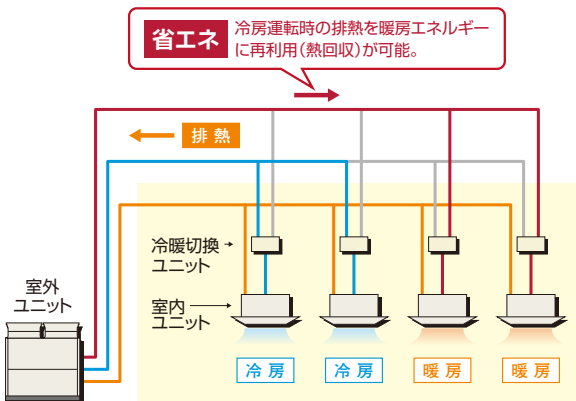 省エネ
冷房運転時の排熱を暖房エネルギー
に再利用(熱回収)が可能。
排熱
冷暖切換
ユニット
室外
ユニット
室内
ユニット
冷房
冷房
暖房
暖房